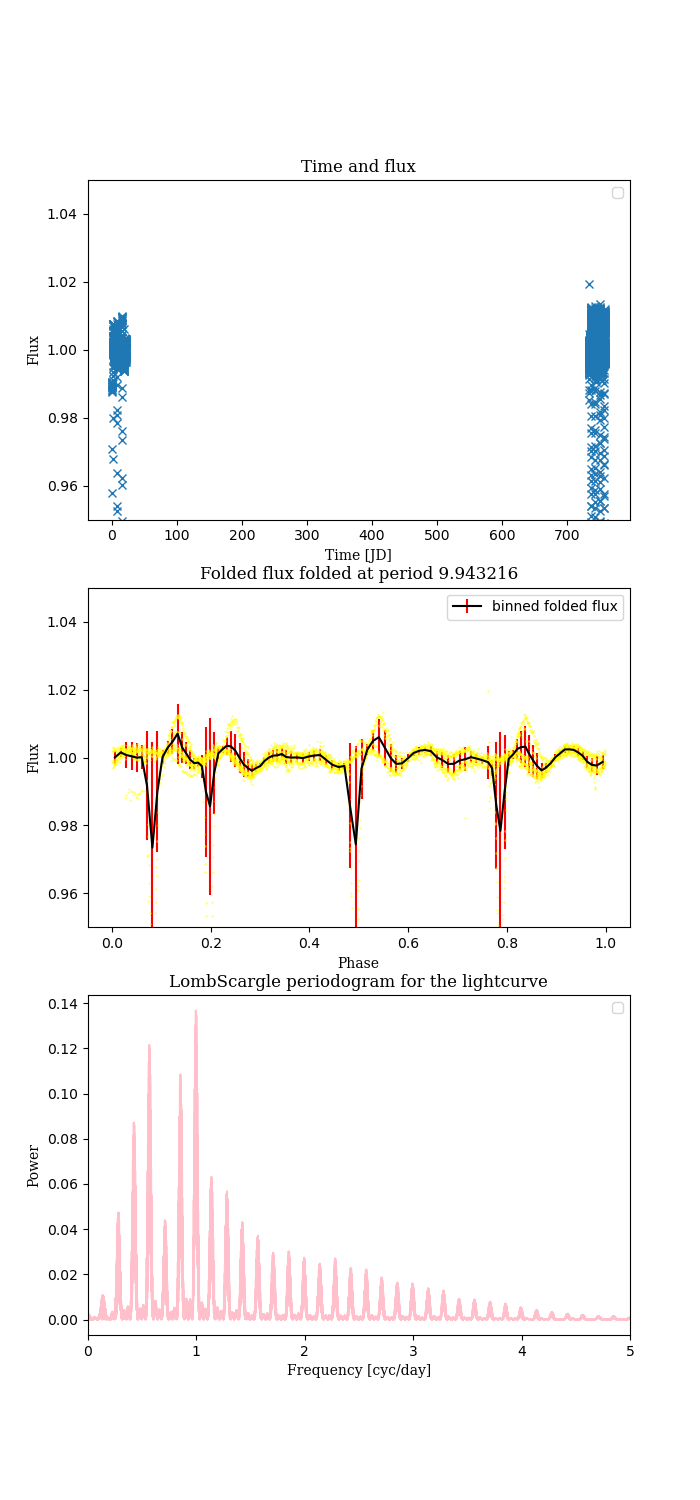 Time and flux
1.04
1.02
1.00
0.98
0.96
Flux
0 100 200 300 400 500 600 700
Time [JD]
Folded flux folded at period 9.943216
binned folded flux
1.04
1.02
1.00
0.98
0.96
Flux
0.0 0.2 0.4 0.6 0.8 1.0
Phase
LombScargle periodogram for the lightcurve
0.14
0.12
0.10
0.08
0.06
0.04
0.02
0.00
Power
0 1 2 3 4 5
Frequency [cyc/day]